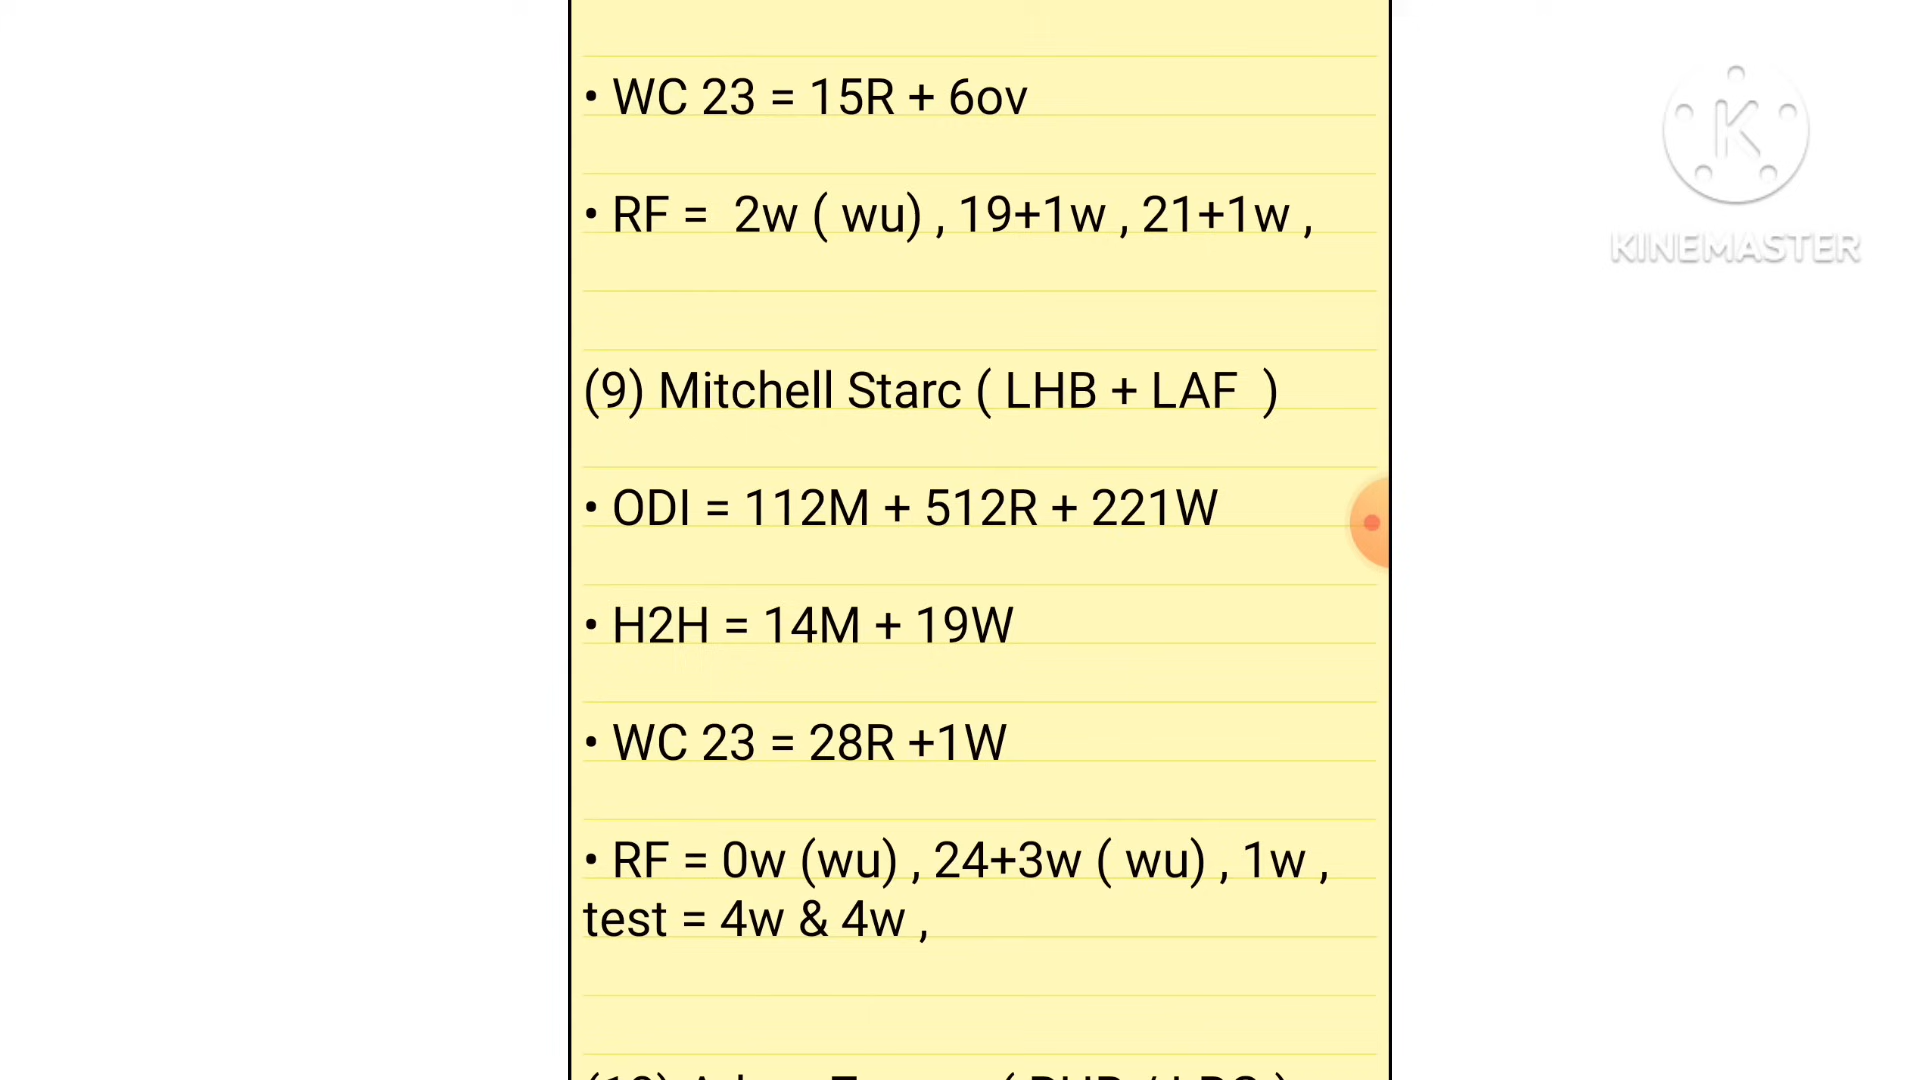 • WC 23 = 15R + 6ov
• RF =  2w ( wu) , 19+1w , 21+1w ,
(9) Mitchell Starc ( LHB + LAF  )
• ODI = 112M + 512R + 221W
• H2H = 14M + 19W
• WC 23 = 28R +1W
• RF = 0w (wu) , 24+3w ( wu) , 1w ,
test = 4w & 4w ,
K
KINEMASTER